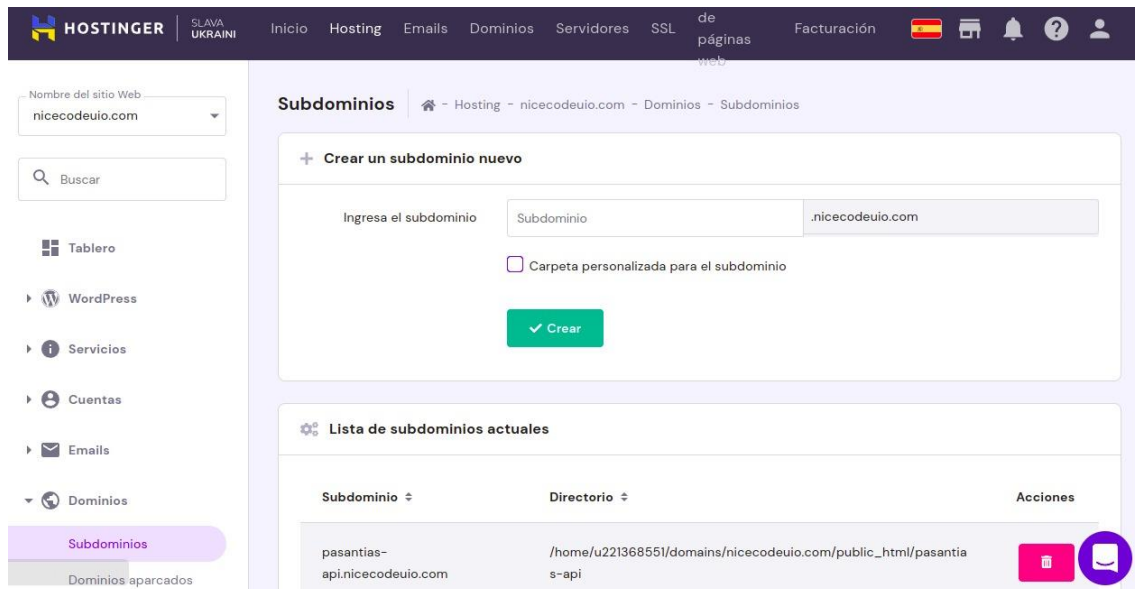 HOSTINGER
SLAVA
UKRAINI
Inicio Hosting Emails Dominios Servidores SSL de páginas web Facturación
Nombre del sitio Web
nicecodeuio.com
Buscar
Tablero
WordPress
Servicios
Cuentas
Emails
Dominios
Subdominios
Dominios aparcados
Subdominios
- Hosting - nicecodeuio.com - Dominios - Subdominios
Crear un subdominio nuevo
Ingresa el subdominio
Subdominio
.nicecodeuio.com
Carpeta personalizada para el subdominio
Crear
Lista de subdominios actuales
Subdominio Directorio Acciones
pasantias-
api.nicecodeuio.com
/home/u221368551/domains/nicecodeuio.com/public_html/pasantia
s-api